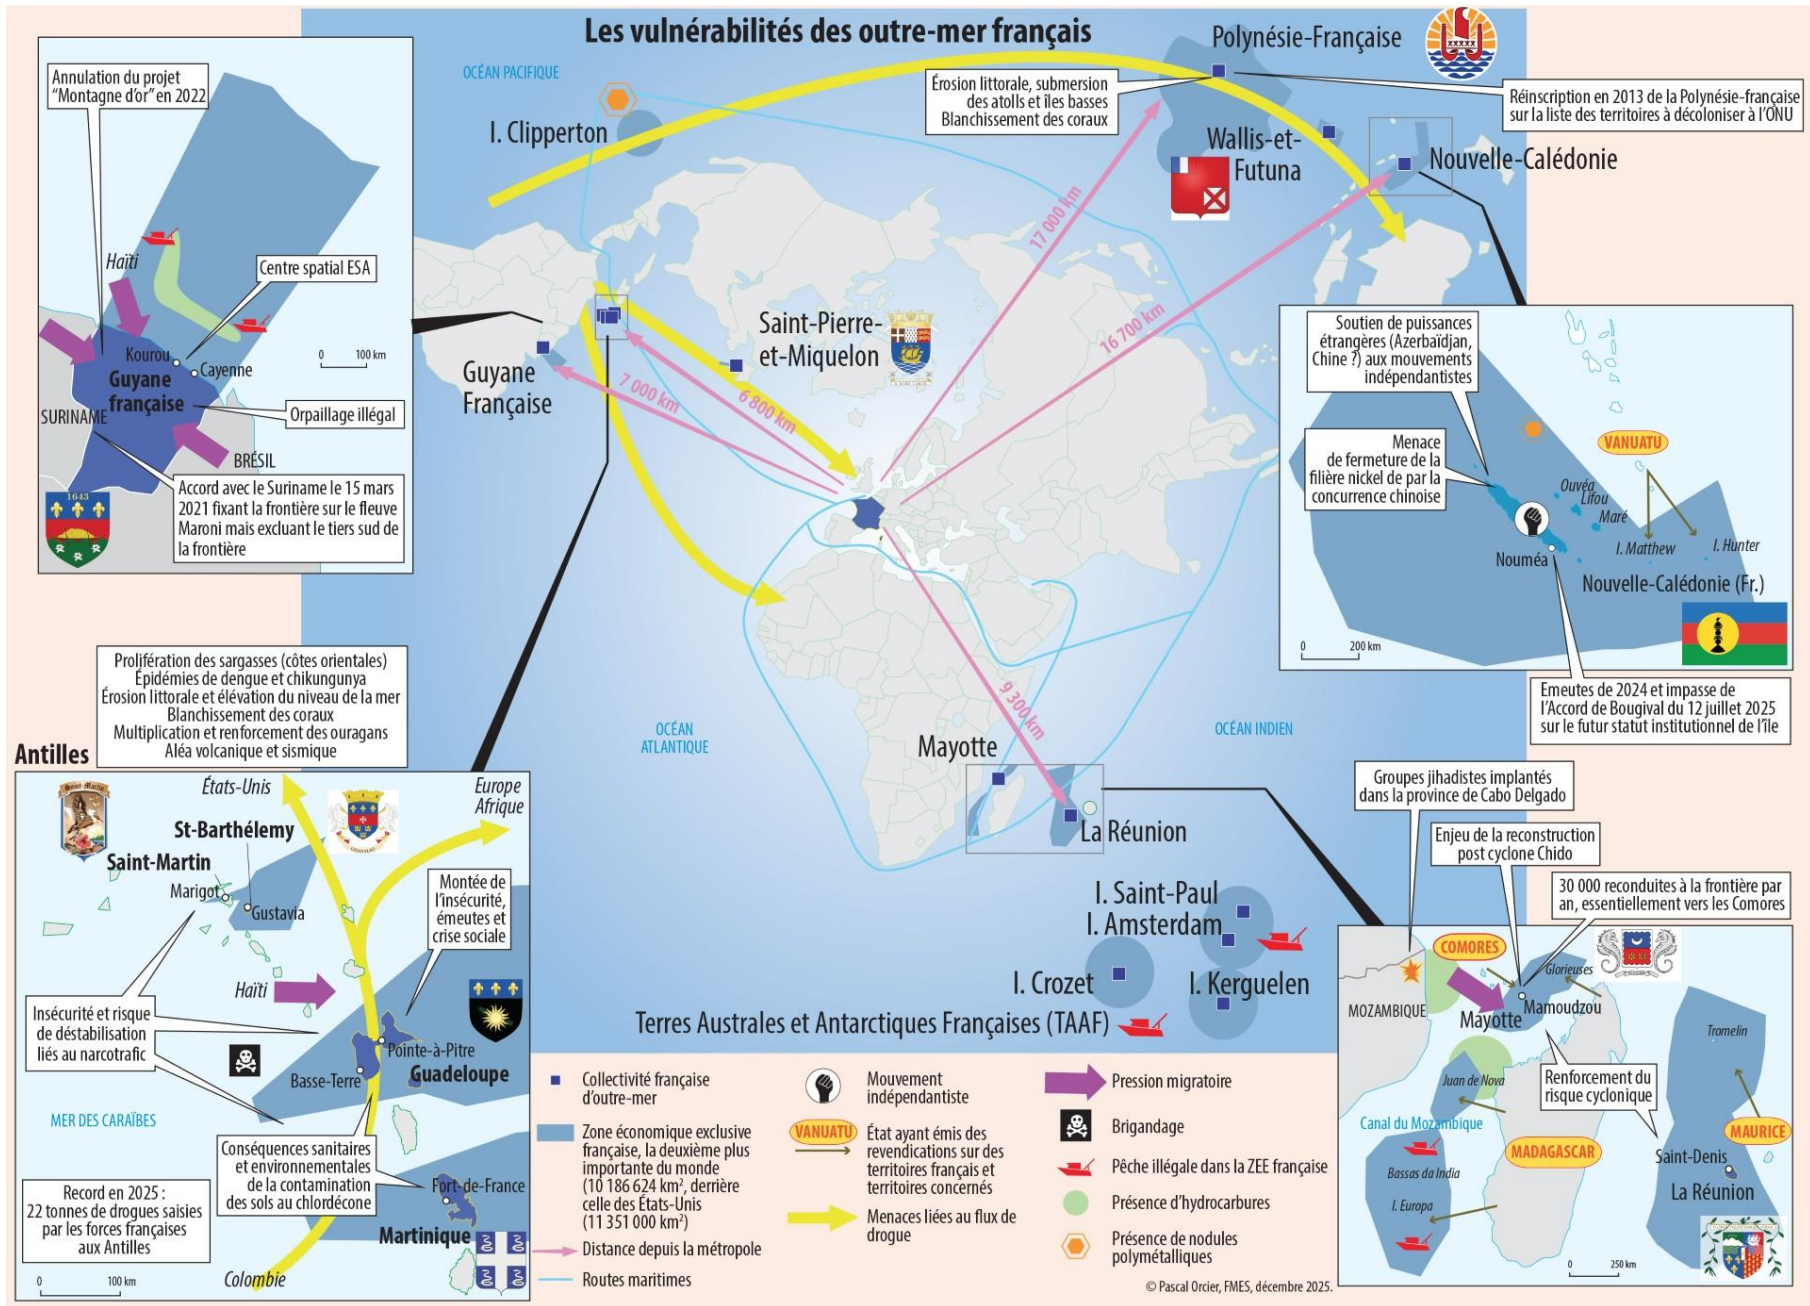 Les vulnérabilités des outre-mer français
Annulation du projet
"Montagne d'or" en 2022
Haïti
Centre spatial ESA
Kourou
Cayenne
0 100 km
Guyane
française
SURINAME
Orpaillage illégal
BRÉSIL
1643
Accord avec le Suriname le 15 mars
2021 fixant la frontière sur le fleuve
Maroni mais excluant le tiers sud de
la frontière
OCÉAN PACIFIQUE
I. Clipperton
Érosion littorale, submersion
des atolls et îles basses
Blanchissement des coraux
Polynésie-Française
Réinscription en 2013 de la Polynésie-française
sur la liste des territoires à décoloniser à l'ONU
Wallis-et-
Futuna
Nouvelle-Calédonie
17 000 km
16 700 km
Saint-Pierre-
et-Miquelon
Guyane
Française
7 000 km
6 800 km
9 300 km
OCÉAN
ATLANTIQUE
OCÉAN INDIEN
Mayotte
La Réunion
I. Saint-Paul
I. Amsterdam
I. Crozet
I. Kerguelen
Terres Australes et Antarctiques Françaises (TAAF)
Soutien de puissances
étrangères (Azerbaïdjan,
Chine ?) aux mouvements
indépendantistes
Menace
de fermeture de la
filière nickel de par la
concurrence chinoise
VANUATU
Ouvéa
Lifou
Maré
I. Matthew
I. Hunter
Nouméa
Nouvelle-Calédonie (Fr.)
0 200 km
Emeutes de 2024 et impasse de
l'Accord de Bougival du 12 juillet 2025
sur le futur statut institutionnel de l'île
Prolifération des sargasses (côtes orientales)
Épidémies de dengue et chikungunya
Érosion littorale et élévation du niveau de la mer
Blanchissement des coraux
Multiplication et renforcement des ouragans
Aléa volcanique et sismique
Antilles
Saint-Martin
États-Unis
Europe
Afrique
St-Barthélemy
Saint-Martin
Marigot
Gustavia
Montée de
l'insécurité,
émeutes et
crise sociale
Haïti
Insécurité et risque
de déstabilisation
liés au narcotrafic
Pointe-à-Pitre
Basse-Terre
Guadeloupe
MER DES CARAÏBES
Conséquences sanitaires
et environnementales
de la contamination
des sols au chlordécone
Record en 2025 :
22 tonnes de drogues saisies
par les forces françaises
aux Antilles
Fort-de-France
Martinique
Colombie
0 100 km
Groupes jihadistes implantés
dans la province de Cabo Delgado
Enjeu de la reconstruction
post cyclone Chido
30 000 reconduites à la frontière par
an, essentiellement vers les Comores
COMORES
Glorieuses
MOZAMBIQUE
Mayotte
Mamoudzou
Tromelin
Juan de Nova
Renforcement du
risque cyclonique
Canal du Mozambique
MAURICE
MADAGASCAR
Bassas da India
Saint-Denis
La Réunion
I. Europa
0 250 km
Collectivité française
d'outre-mer
Zone économique exclusive
française, la deuxième plus
importante du monde
(10 186 624 km², derrière
celle des États-Unis
(11 351 000 km²)
Distance depuis la métropole
Routes maritimes
Mouvement
indépendantiste
VANUATU
État ayant émis des
revendications sur des
territoires français et
territoires concernés
Menaces liées au flux de
drogue
Pression migratoire
Brigandage
Pêche illégale dans la ZEE française
Présence d'hydrocarbures
Présence de nodules
polymétalliques
© Pascal Orcier, FMES, décembre 2025.